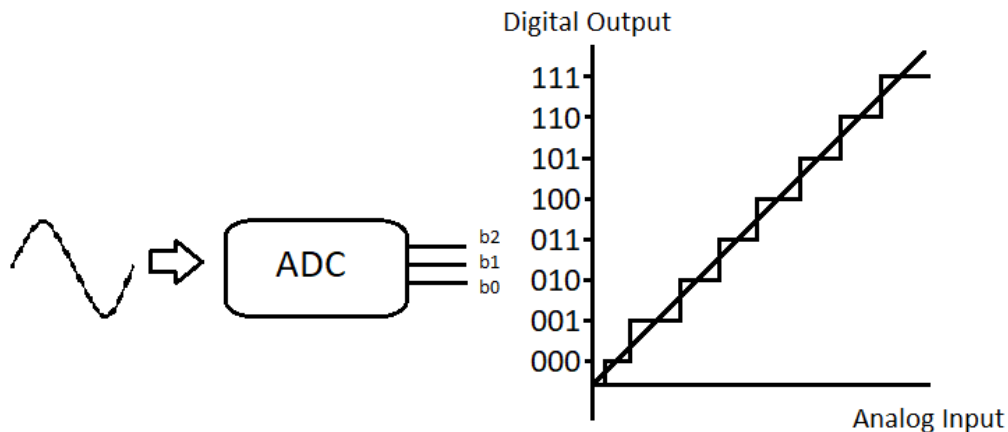 Digital Output
111
110
101
100
011
010
001
000
ADC
b2
b1
b0
Analog Input